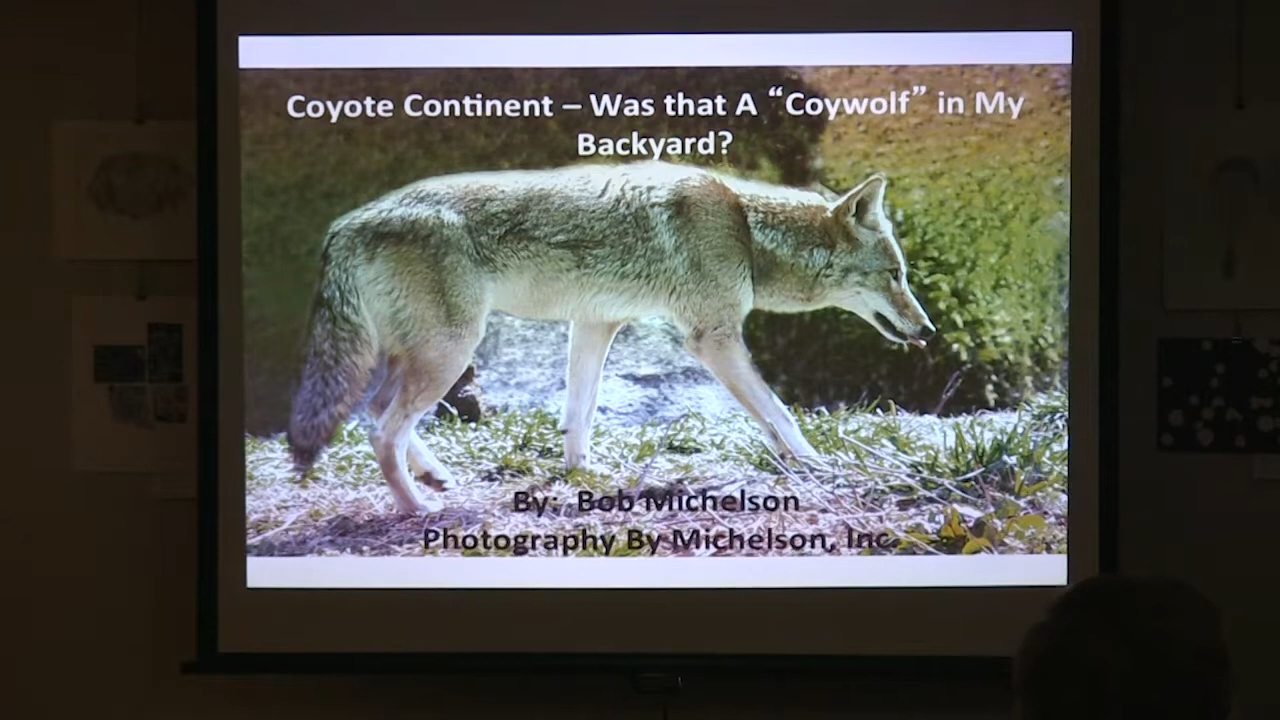 Coyote Continent – Was that A “Coywolf” in My
Backyard?
By: Bob Michelson
Photography By Michelson, Inc